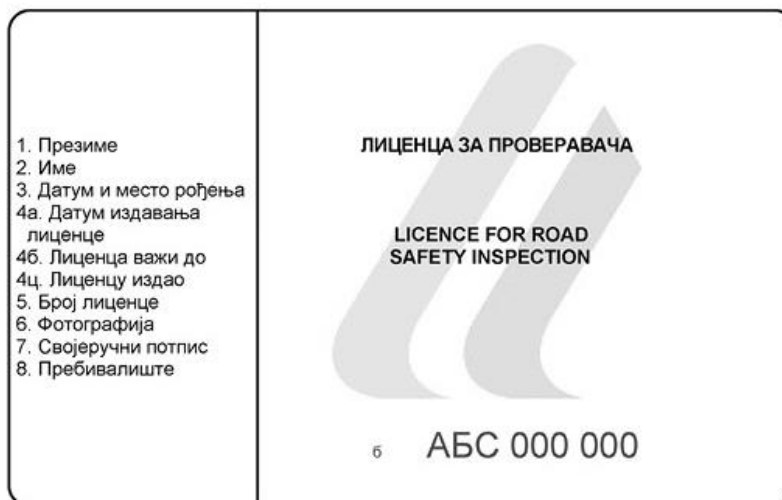 1. Презиме
2. Име
3. Датум и место рођења
4а. Датум издавања
лиценце
4б. Лиценца важи до
4ц. Лиценцу издао
5. Број лиценце
6. Фотографија
7. Својеручни потпис
8. Пребивалиште
ЛИЦЕНЦА ЗА ПРОВЕРАВАЧА
LICENCE FOR ROAD
SAFETY INSPECTION
б АБС 000 000